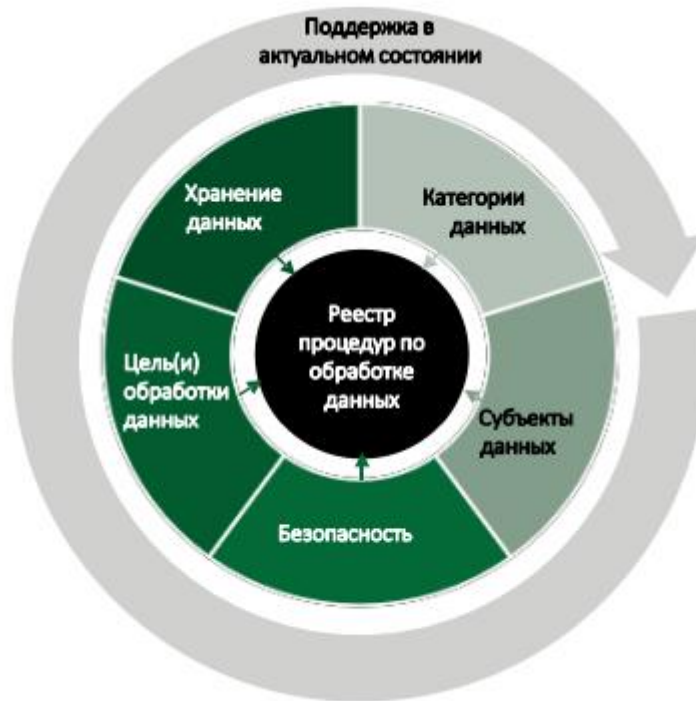 Поддержка в
актуальном состоянии
Хранение
данных
Категории
данных
Реестр
процедур по
обработке
данных
Цель(и)
обработки
данных
Субъекты
данных
Безопасность